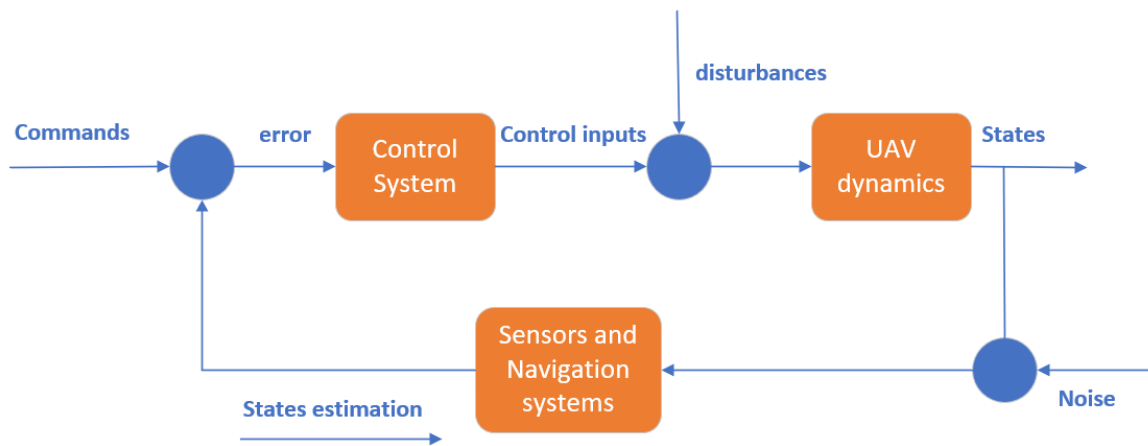 disturbances
Commands
error
Control
System
Control inputs
UAV
dynamics
States
Sensors and
Navigation
systems
States estimation
Noise